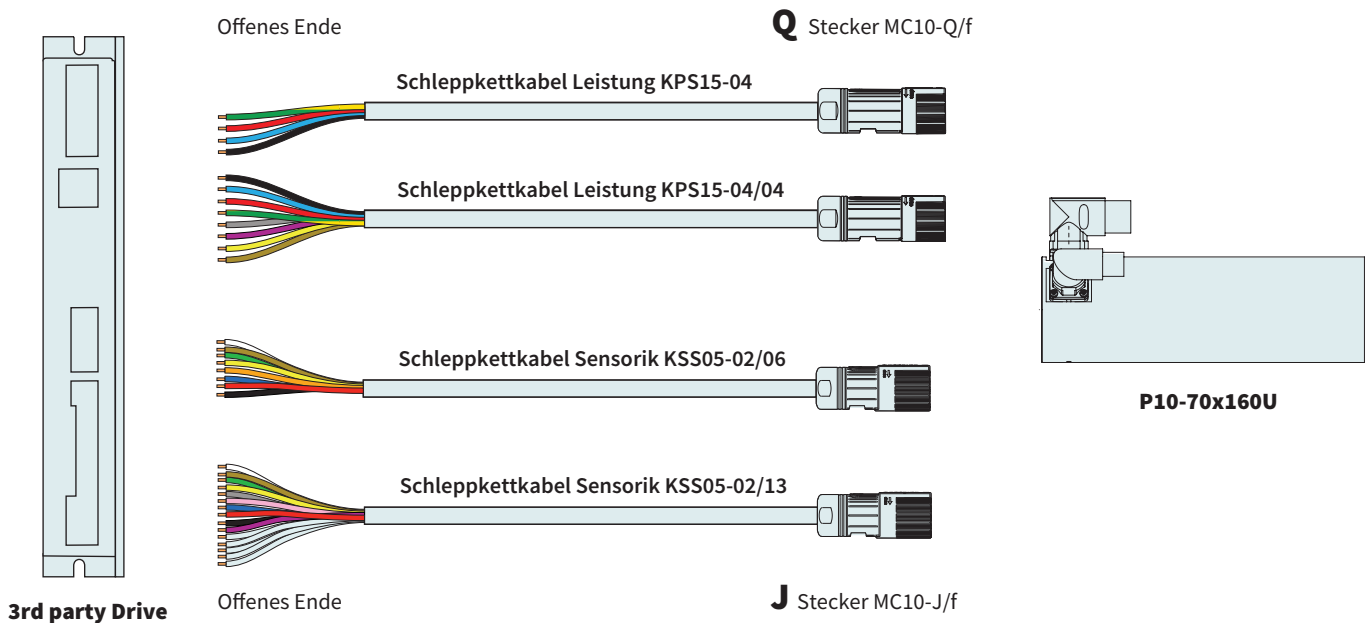 Offenes Ende
Q Stecker MC10-Q/f
Schleppkettkabel Leistung KPS15-04
Schleppkettkabel Leistung KPS15-04/04
Schleppkettkabel Sensorik KSS05-02/06
P10-70x160U
Schleppkettkabel Sensorik KSS05-02/13
3rd party Drive
Offenes Ende
J Stecker MC10-J/f